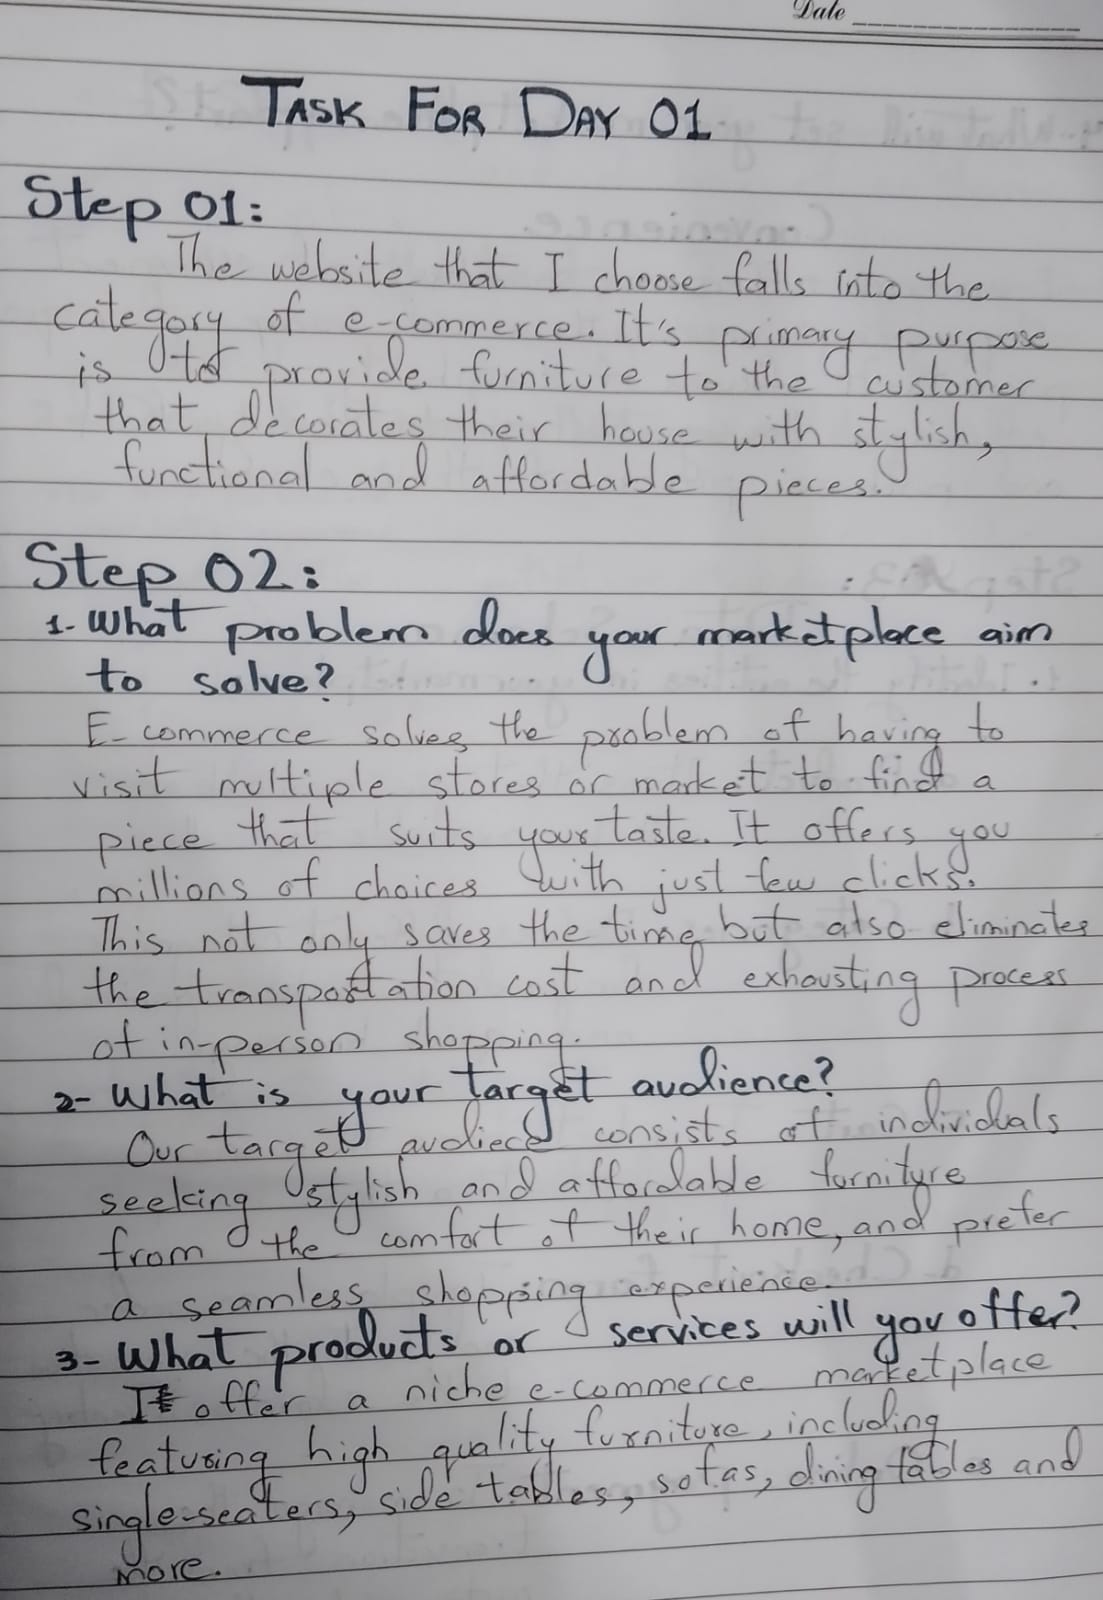 Date
TASK FOR DAY 01
Step 01:
The website that I choose falls into the
category of e-commerce. It's primary purpose
is to provide furniture to the customer
that decorates their house with stylish,
functional and affordable pieces.
Step 02:
1- What problem does your marketplace aim
to solve?
E-commerce solves the problem of having to
visit multiple stores or market to find a
piece that suits your taste. It offers you
millions of choices with just few clicks.
This not only saves the time but also eliminates
the transportation cost and exhausting process
of in-person shopping.
2- What is your target audience?
Our target audiece consists of individuals
seeking stylish and affordable furniture
from the comfort of their home, and prefer
a seamless shopping experience.
3- What products or services will you offer?
It offer a niche e-commerce marketplace
featuring high quality furniture, including
single-seaters, side tables, sofas, dining tables and
more.